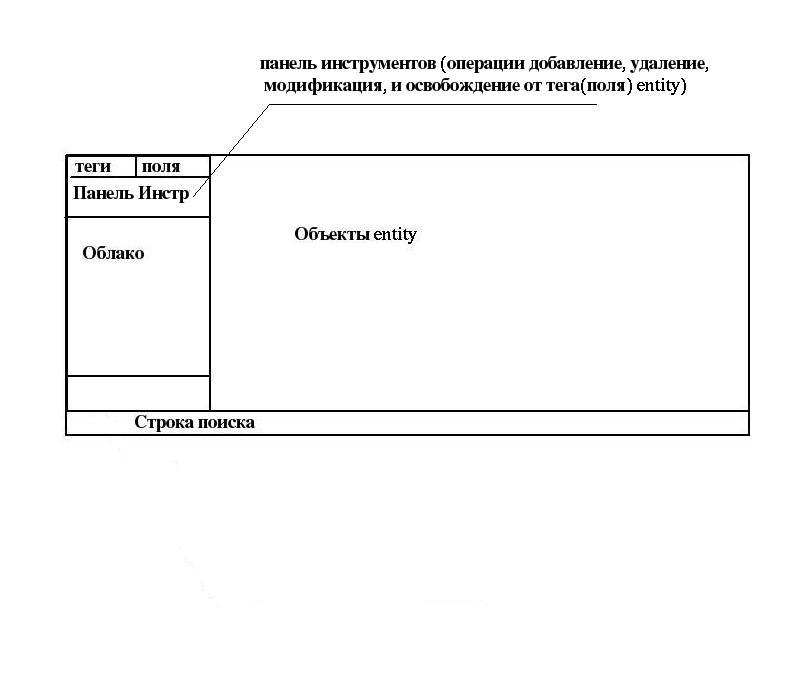 панель инструментов (операции добавление, удаление,
модификация, и освобождение от тега(поля) entity)
теги поля
Панель Инстр
Объекты entity
Облако
Строка поиска